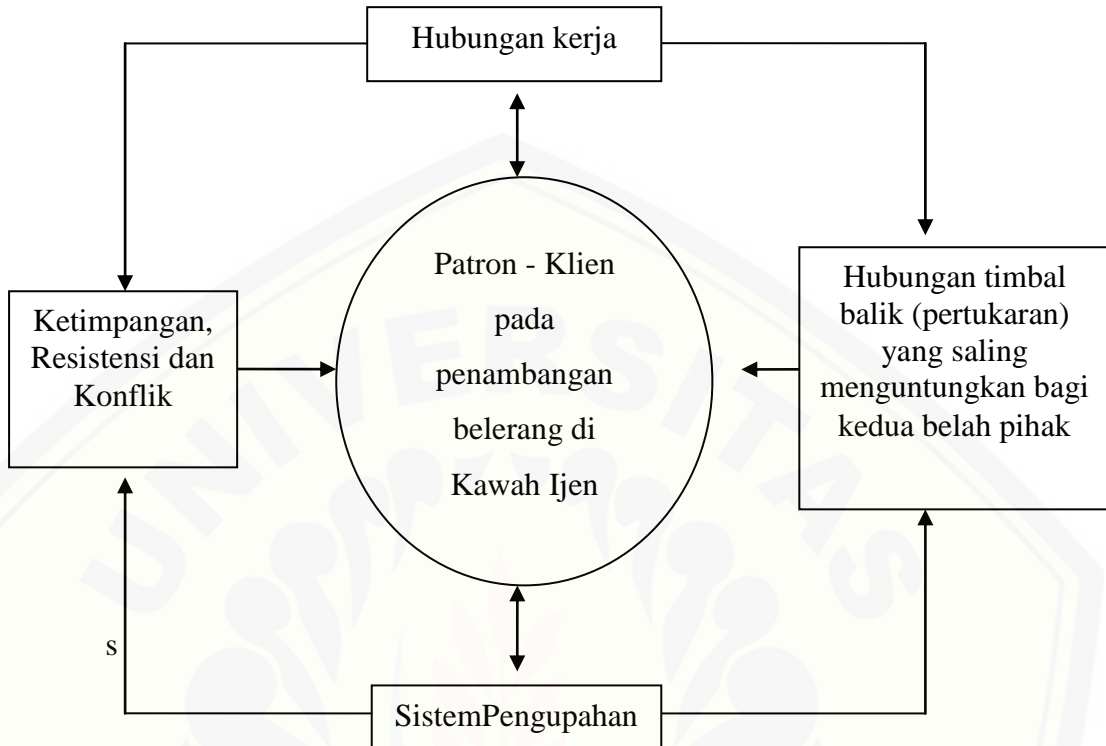 Hubungan kerja
Patron - Klien
pada
penambangan
belerang di
Kawah Ijen
Ketimpangan,
Resistensi dan
Konflik
Hubungan timbal
balik (pertukaran)
yang saling
menguntungkan bagi
kedua belah pihak
s
SistemPengupahan
UNIVERSITAS